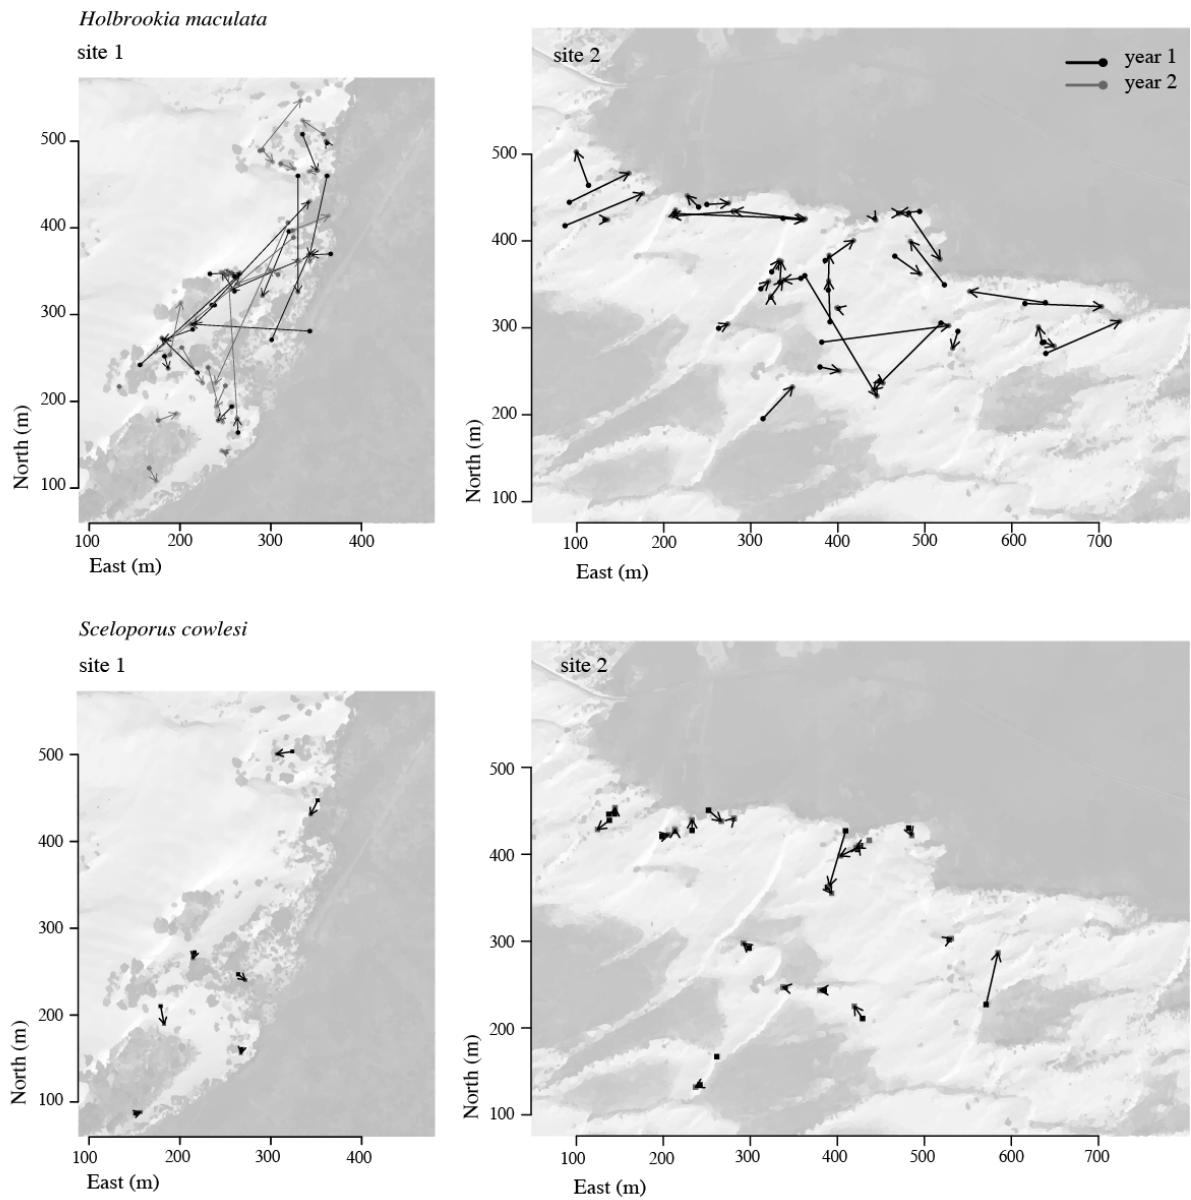 Holbrookia maculata
site 1
site 2
year 1
year 2
500
400
300
200
100
North (m)
100 200 300 400
East (m)
500
400
300
200
100
North (m)
100 200 300 400 500 600 700
East (m)
Sceloporus cowlesi
site 1
site 2
500
400
300
200
100
North (m)
100 200 300 400
East (m)
500
400
300
200
100
North (m)
100 200 300 400 500 600 700
East (m)